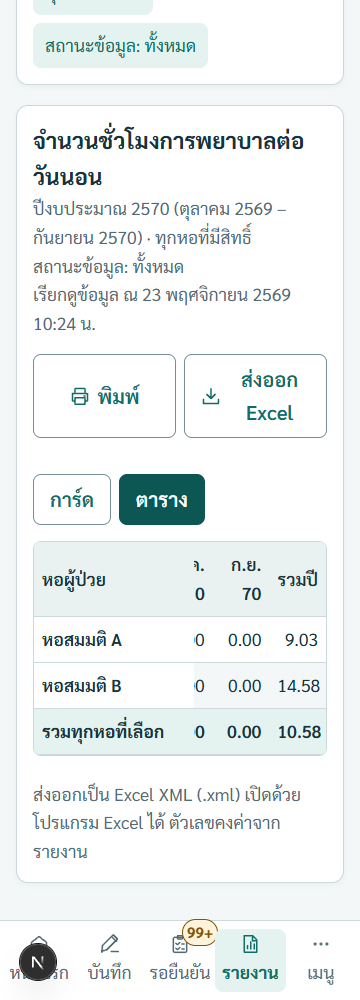 สถานะข้อมูล: ทั้งหมด
จำนวนชั่วโมงการพยาบาลต่อ
วันนอน
ปีงบประมาณ 2570 (ตุลาคม 2569 –
กันยายน 2570) · ทุกหอที่มีสิทธิ์
สถานะข้อมูล: ทั้งหมด
เรียกดูข้อมูล ณ 23 พฤศจิกายน 2569
10:24 น.
พิมพ์
ส่งออก
Excel
การ์ด ตาราง
หอผู้ป่วย ก.ย. 70 รวมปี
หอสมมติ A 0.00 9.03
หอสมมติ B 0.00 14.58
รวมทุกหอที่เลือก 0.00 10.58
ส่งออกเป็น Excel XML (.xml) เปิดด้วย
โปรแกรม Excel ได้ ตัวเลขคงค่าจาก
รายงาน
99+
N
บันทึก รอยืนยัน รายงาน เมนู